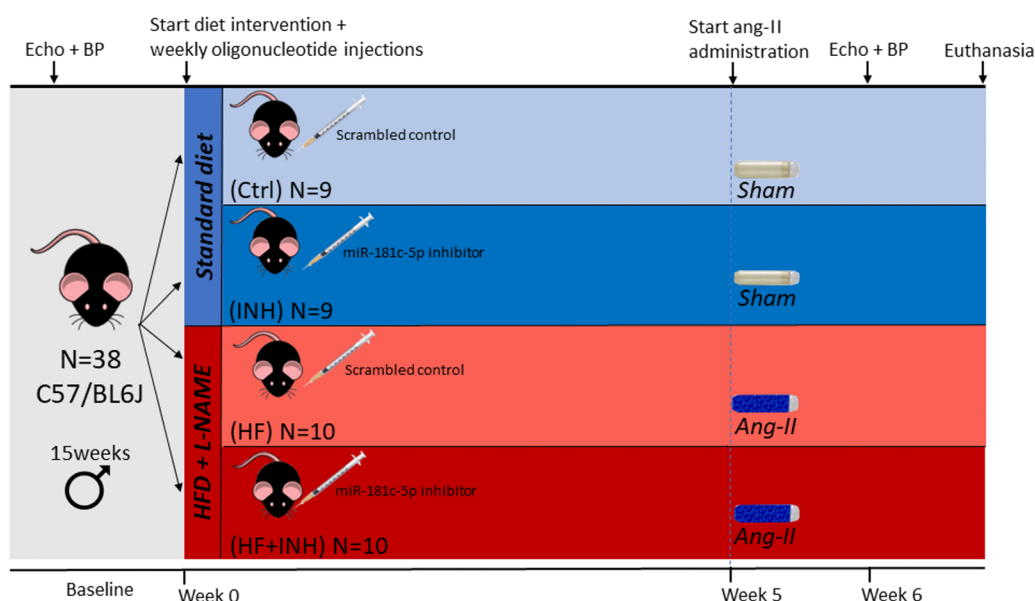 Echo + BP
Start diet intervention +
weekly oligonucleotide injections
Start ang-II
administration
Echo + BP
Euthanasia
Standard diet
Scrambled control
(Ctrl) N=9
Sham
miR-181c-5p inhibitor
(INH) N=9
Sham
N=38
C57/BL6J
15weeks
HFD + L-NAME
Scrambled control
(HF) N=10
Ang-II
miR-181c-5p inhibitor
(HF+INH) N=10
Ang-II
Baseline
Week 0
Week 5
Week 6